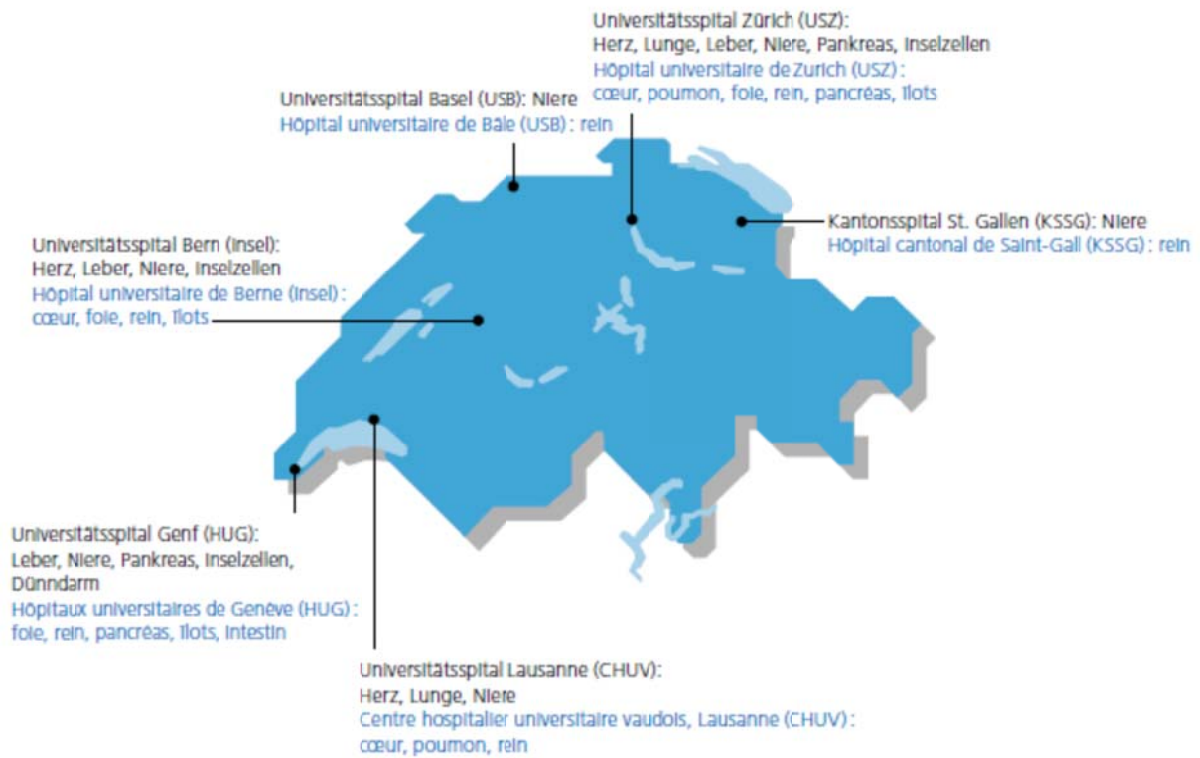 Universitätsspital Zürich (USZ):
Herz, Lunge, Leber, Niere, Pankreas, Inselzellen
Hôpital universitaire de Zurich (USZ) :
cœur, poumon, foie, rein, pancréas, îlots
Universitätsspital Basel (USB): Niere
Hôpital universitaire de Bâle (USB) : rein
Kantonsspital St. Gallen (KSSG): Niere
Hôpital cantonal de Saint-Gall (KSSG) : rein
Universitätsspital Bern (Insel):
Herz, Leber, Niere, Inselzellen
Hôpital universitaire de Berne (Insel) :
cœur, foie, rein, îlots
Universitätsspital Genf (HUG):
Leber, Niere, Pankreas, Inselzellen,
Dünndarm
Hôpitaux universitaires de Genève (HUG) :
foie, rein, pancréas, îlots, intestin
Universitätsspital Lausanne (CHUV):
Herz, Lunge, Niere
Centre hospitalier universitaire vaudois, Lausanne (CHUV) :
cœur, poumon, rein